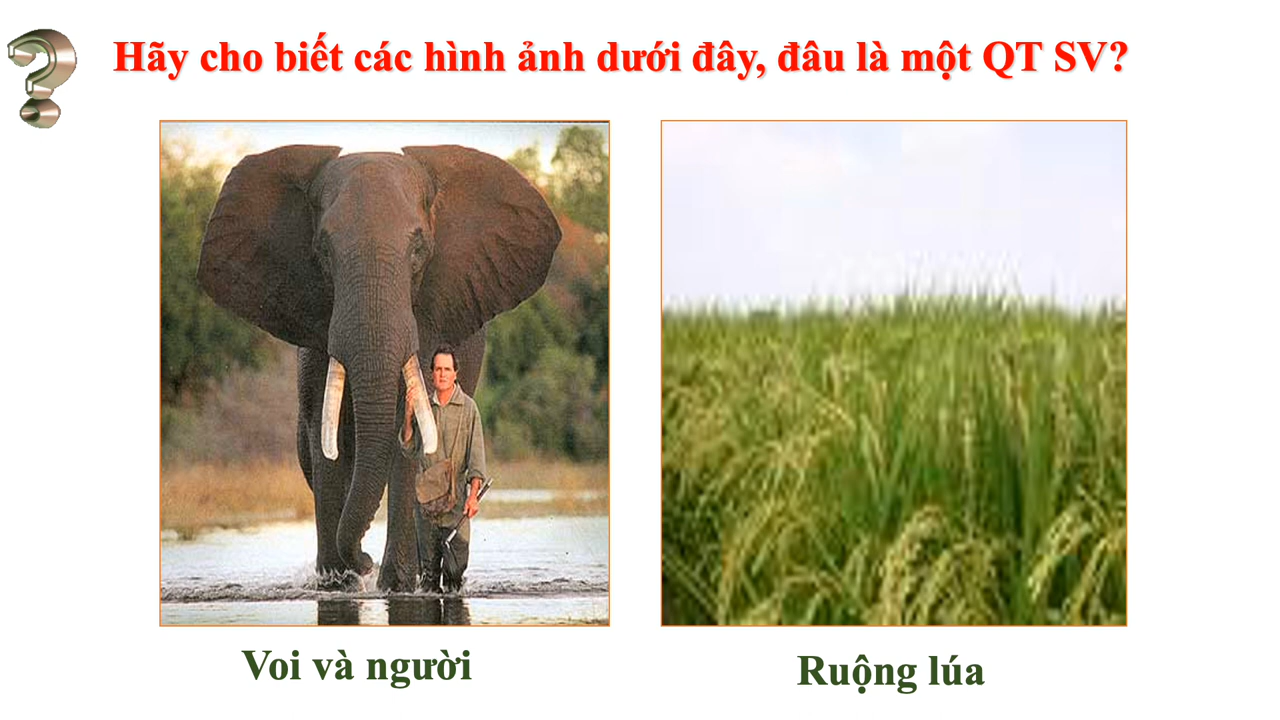 Hãy cho biết các hình ảnh dưới đây, đâu là một QT SV?
Voi và người
Ruộng lúa